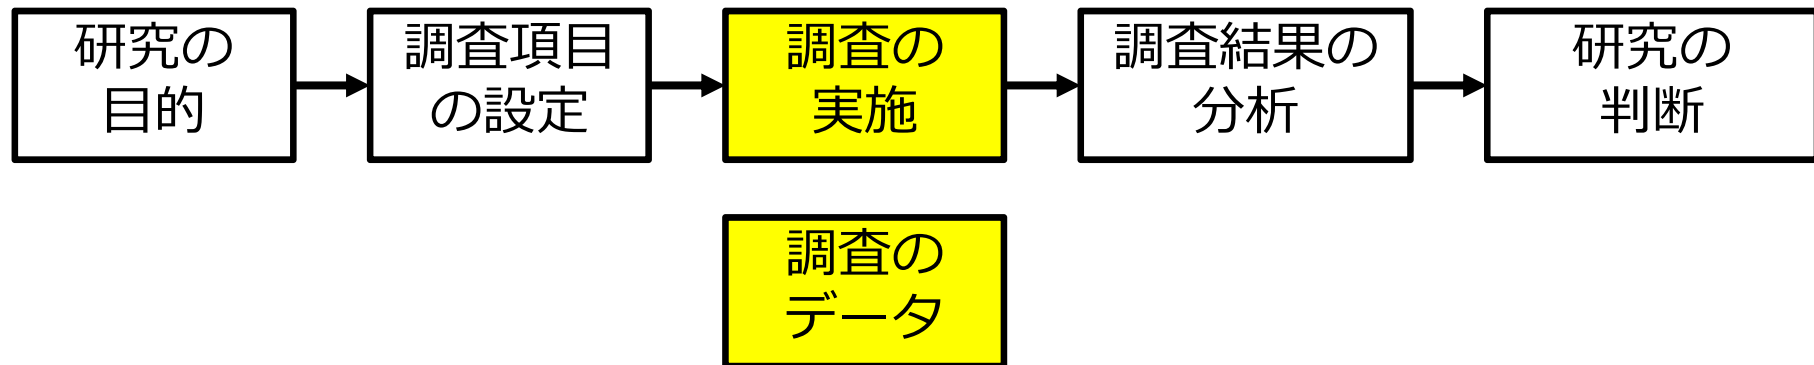 研究の
目的
調査項目
の設定
調査の
実施
調査結果の
分析
研究の
判断
調査の
データ